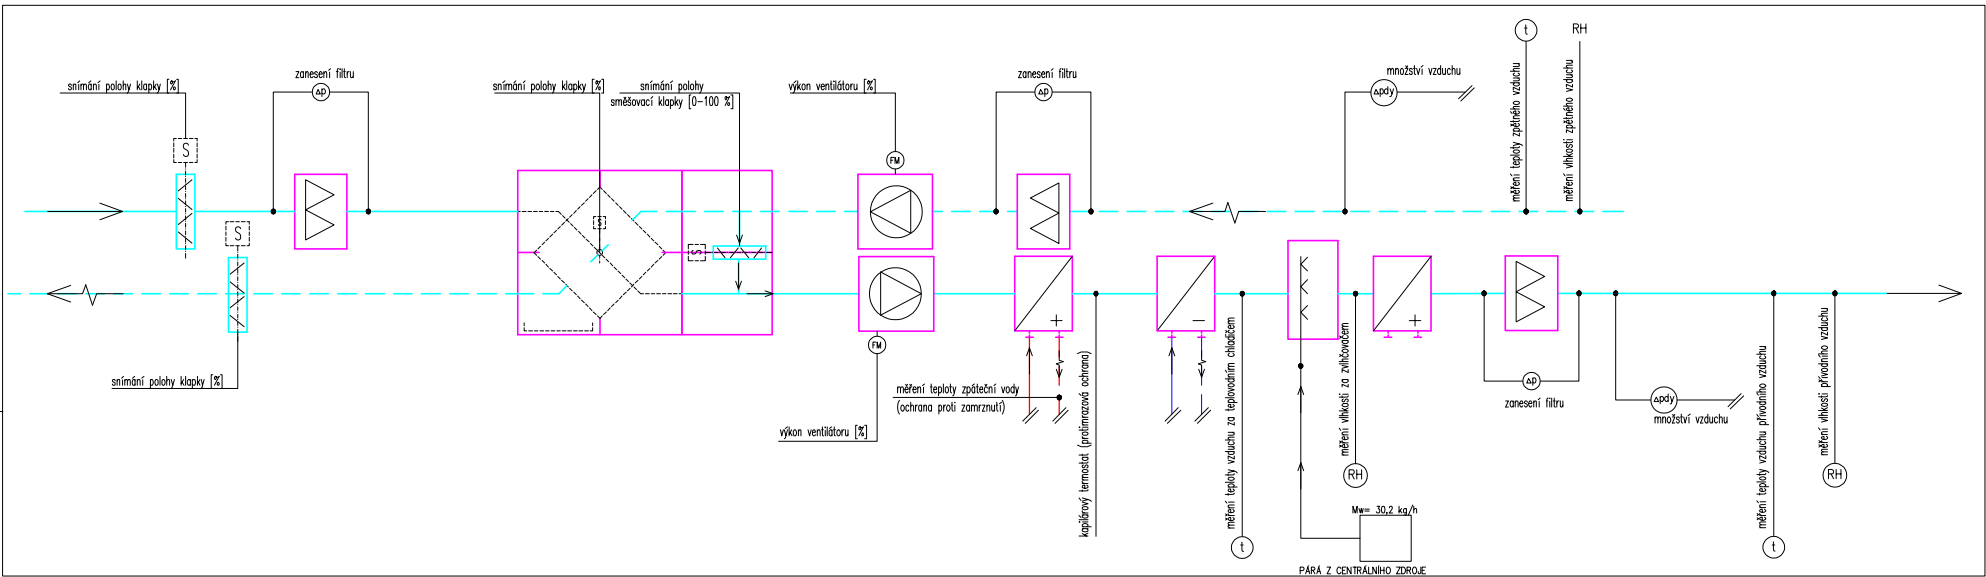 RH
t
zanesení filtru
zanesení filtru
množství vzduchu
snímání polohy klapky [%]
snímání polohy klapky [%]
snímání polohy
směšovací klapky [0-100 %]
výkon ventilátoru [%]
Δp
Δp
Δpdy
měření teploty zpětného vzduchu
měření vlhkosti zpětného vzduchu
S
FM
S
S
S
+
−
+
FM
snímání polohy klapky [%]
měření teploty zpáteční vody
(ochrana proti zamrznutí)
výkon ventilátoru [%]
kapilárový termostat (protimrazová ochrana)
měření teploty vzduchu za teplovodním chladičem
měření vlhkosti za zvlhčovačem
Δp
zanesení filtru
Δpdy
množství vzduchu
měření teploty vzduchu přívodního vzduchu
měření vlhkosti přívodního vzduchu
RH
RH
Mw= 30,2 kg/h
t
t
PÁRÁ Z CENTRÁLNÍHO ZDROJE